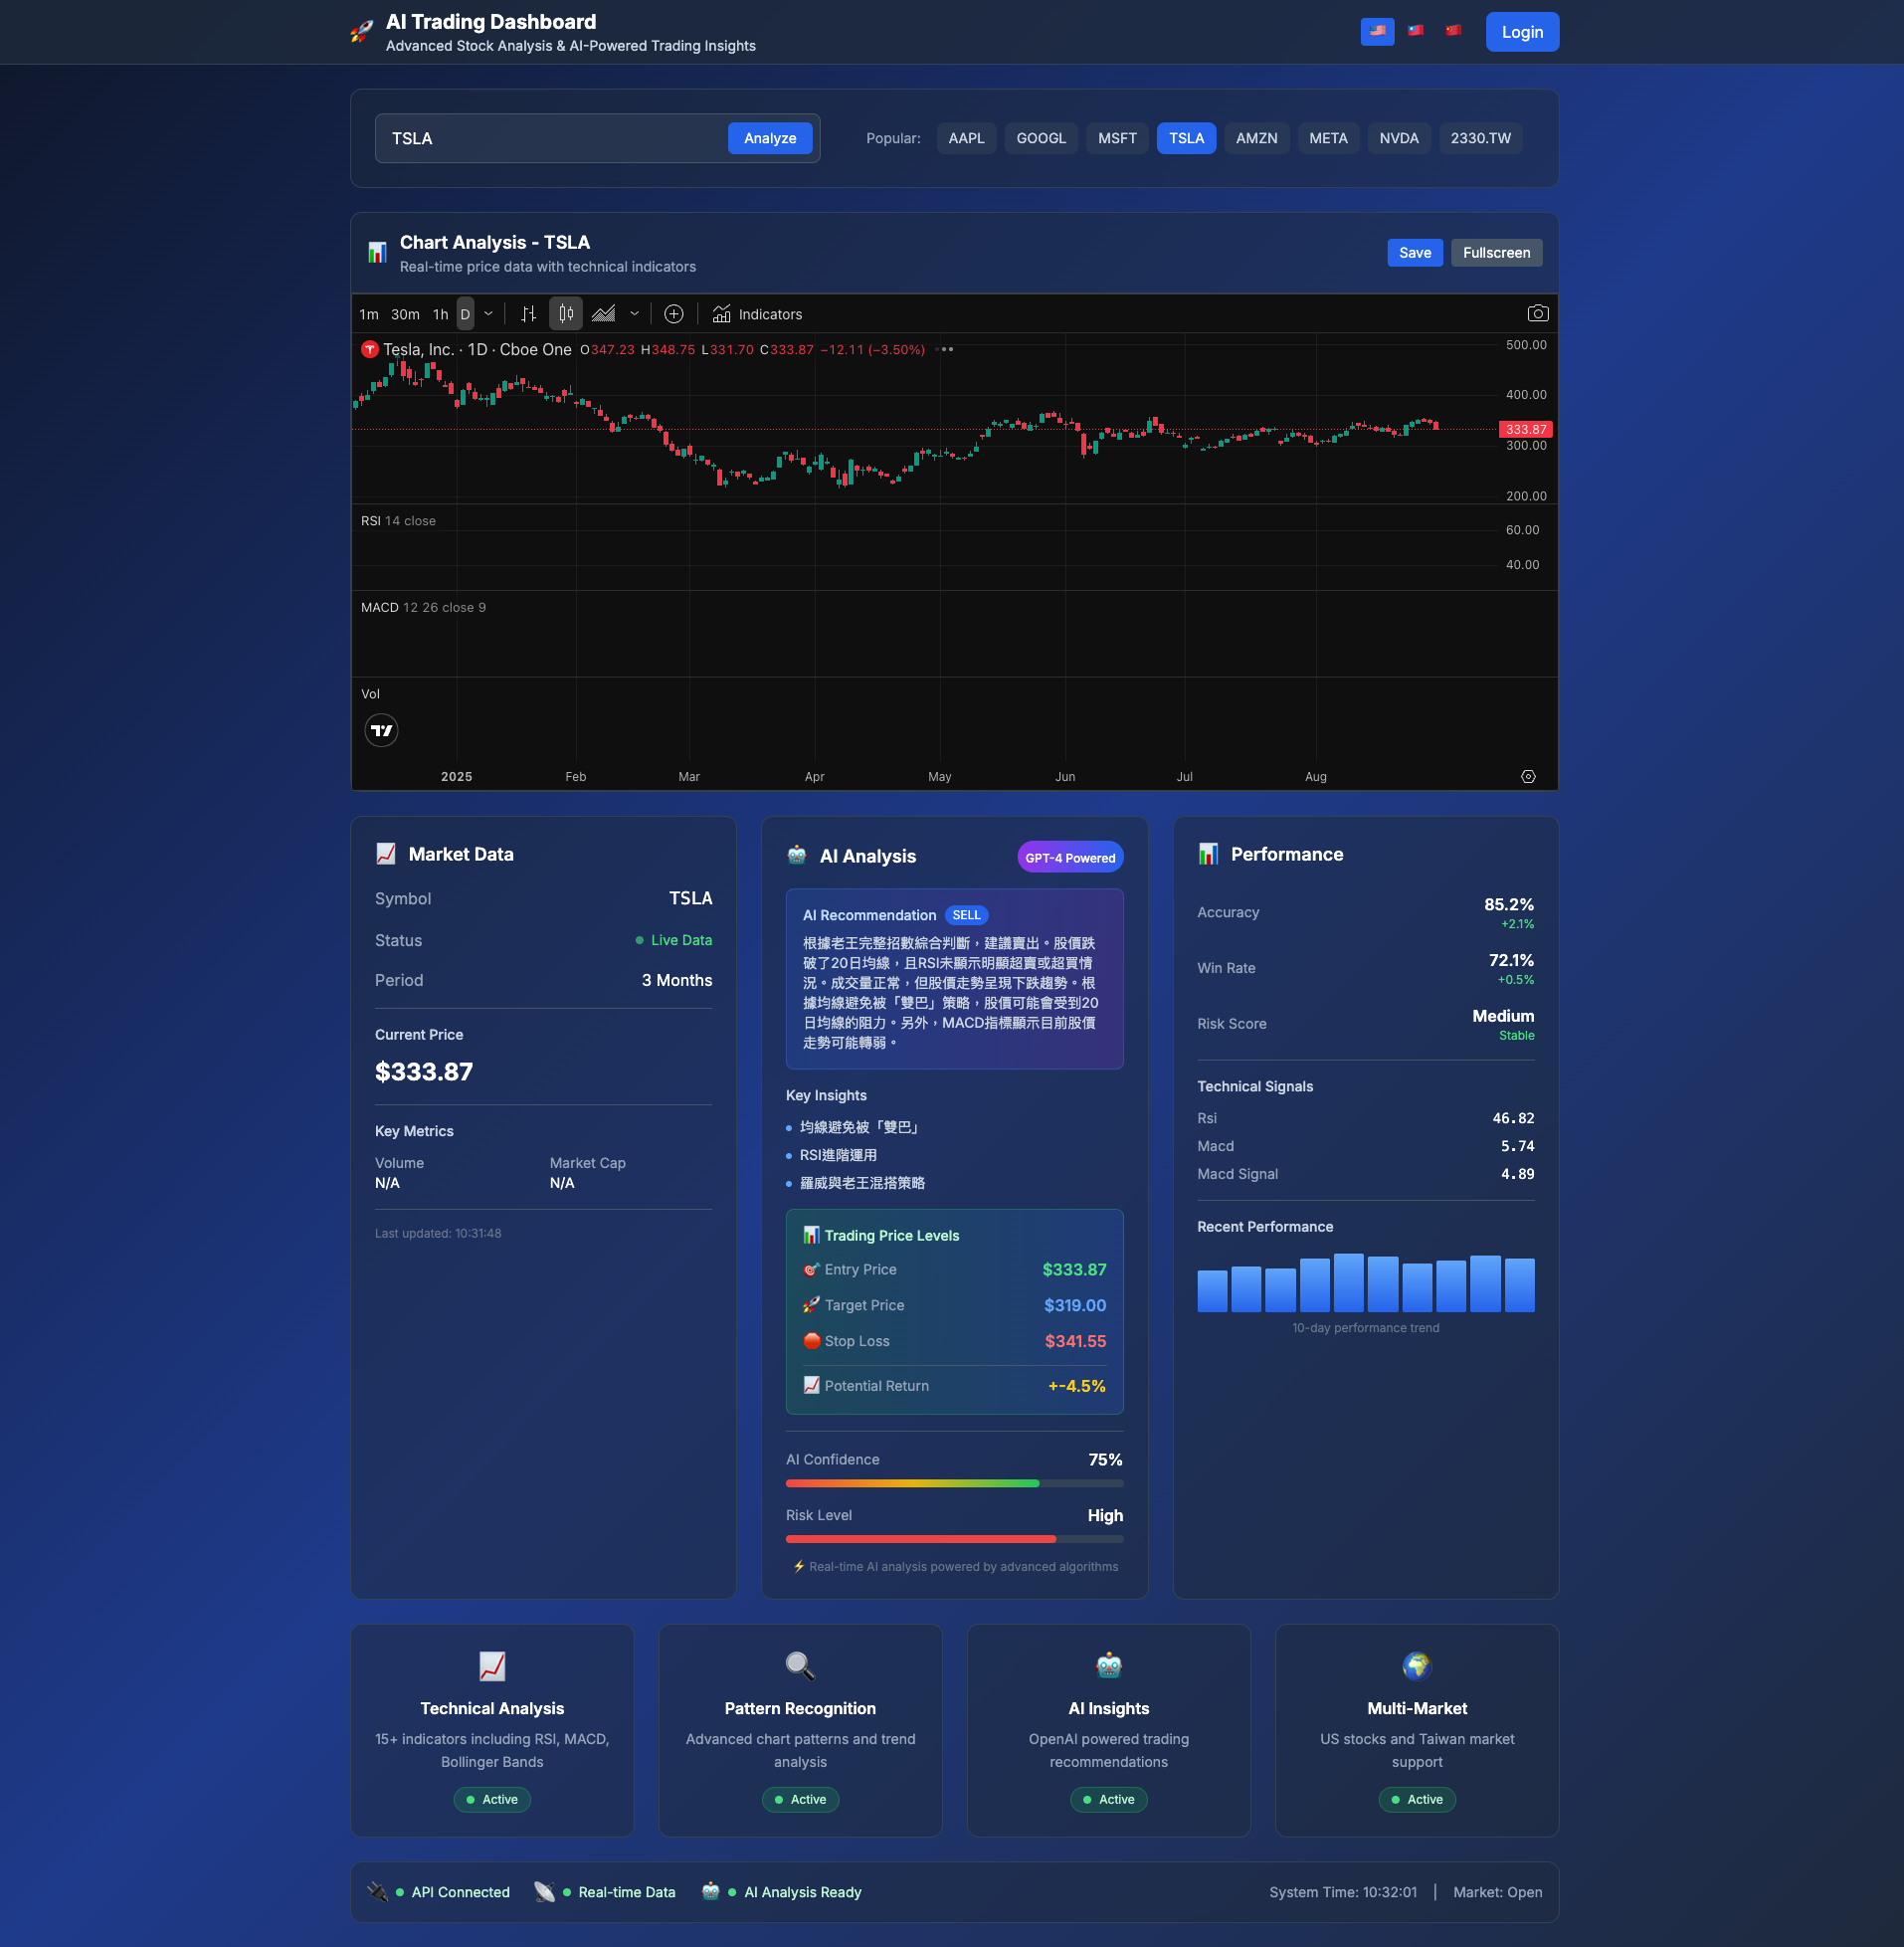 AI Trading Dashboard
Advanced Stock Analysis & AI-Powered Trading Insights
Login
TSLA
Analyze
Popular:
AAPL
GOOGL
MSFT
TSLA
AMZN
META
NVDA
2330.TW
Chart Analysis - TSLA
Real-time price data with technical indicators
Save
Fullscreen
1m 30m 1h D
Indicators
Tesla, Inc. · 1D · Cboe One O347.23 H348.75 L331.70 C333.87 −12.11 (−3.50%)
500.00
400.00
333.87
300.00
200.00
RSI 14 close
60.00
40.00
MACD 12 26 close 9
Vol
2025 Feb Mar Apr May Jun Jul Aug
Market Data
Symbol TSLA
Status Live Data
Period 3 Months
Current Price
$333.87
Key Metrics
Volume Market Cap
N/A N/A
Last updated: 10:31:48
AI Analysis
GPT-4 Powered
AI Recommendation SELL
根據老王完整招數綜合判斷，建議賣出。股價跌
破了20日均線，且RSI未顯示明顯超賣或超買情
況。成交量正常，但股價走勢呈現下跌趨勢。根
據均線避免被「雙巴」策略，股價可能會受到20
日均線的阻力。另外，MACD指標顯示目前股價
走勢可能轉弱。
Key Insights
均線避免被「雙巴」
RSI進階運用
羅威與老王混搭策略
Trading Price Levels
Entry Price $333.87
Target Price $319.00
Stop Loss $341.55
Potential Return +-4.5%
AI Confidence 75%
Risk Level High
Real-time AI analysis powered by advanced algorithms
Performance
Accuracy 85.2%
+2.1%
Win Rate 72.1%
+0.5%
Risk Score Medium
Stable
Technical Signals
Rsi 46.82
Macd 5.74
Macd Signal 4.89
Recent Performance
10-day performance trend
Technical Analysis
15+ indicators including RSI, MACD,
Bollinger Bands
Active
Pattern Recognition
Advanced chart patterns and trend
analysis
Active
AI Insights
OpenAI powered trading
recommendations
Active
Multi-Market
US stocks and Taiwan market
support
Active
API Connected
Real-time Data
AI Analysis Ready
System Time: 10:32:01 | Market: Open